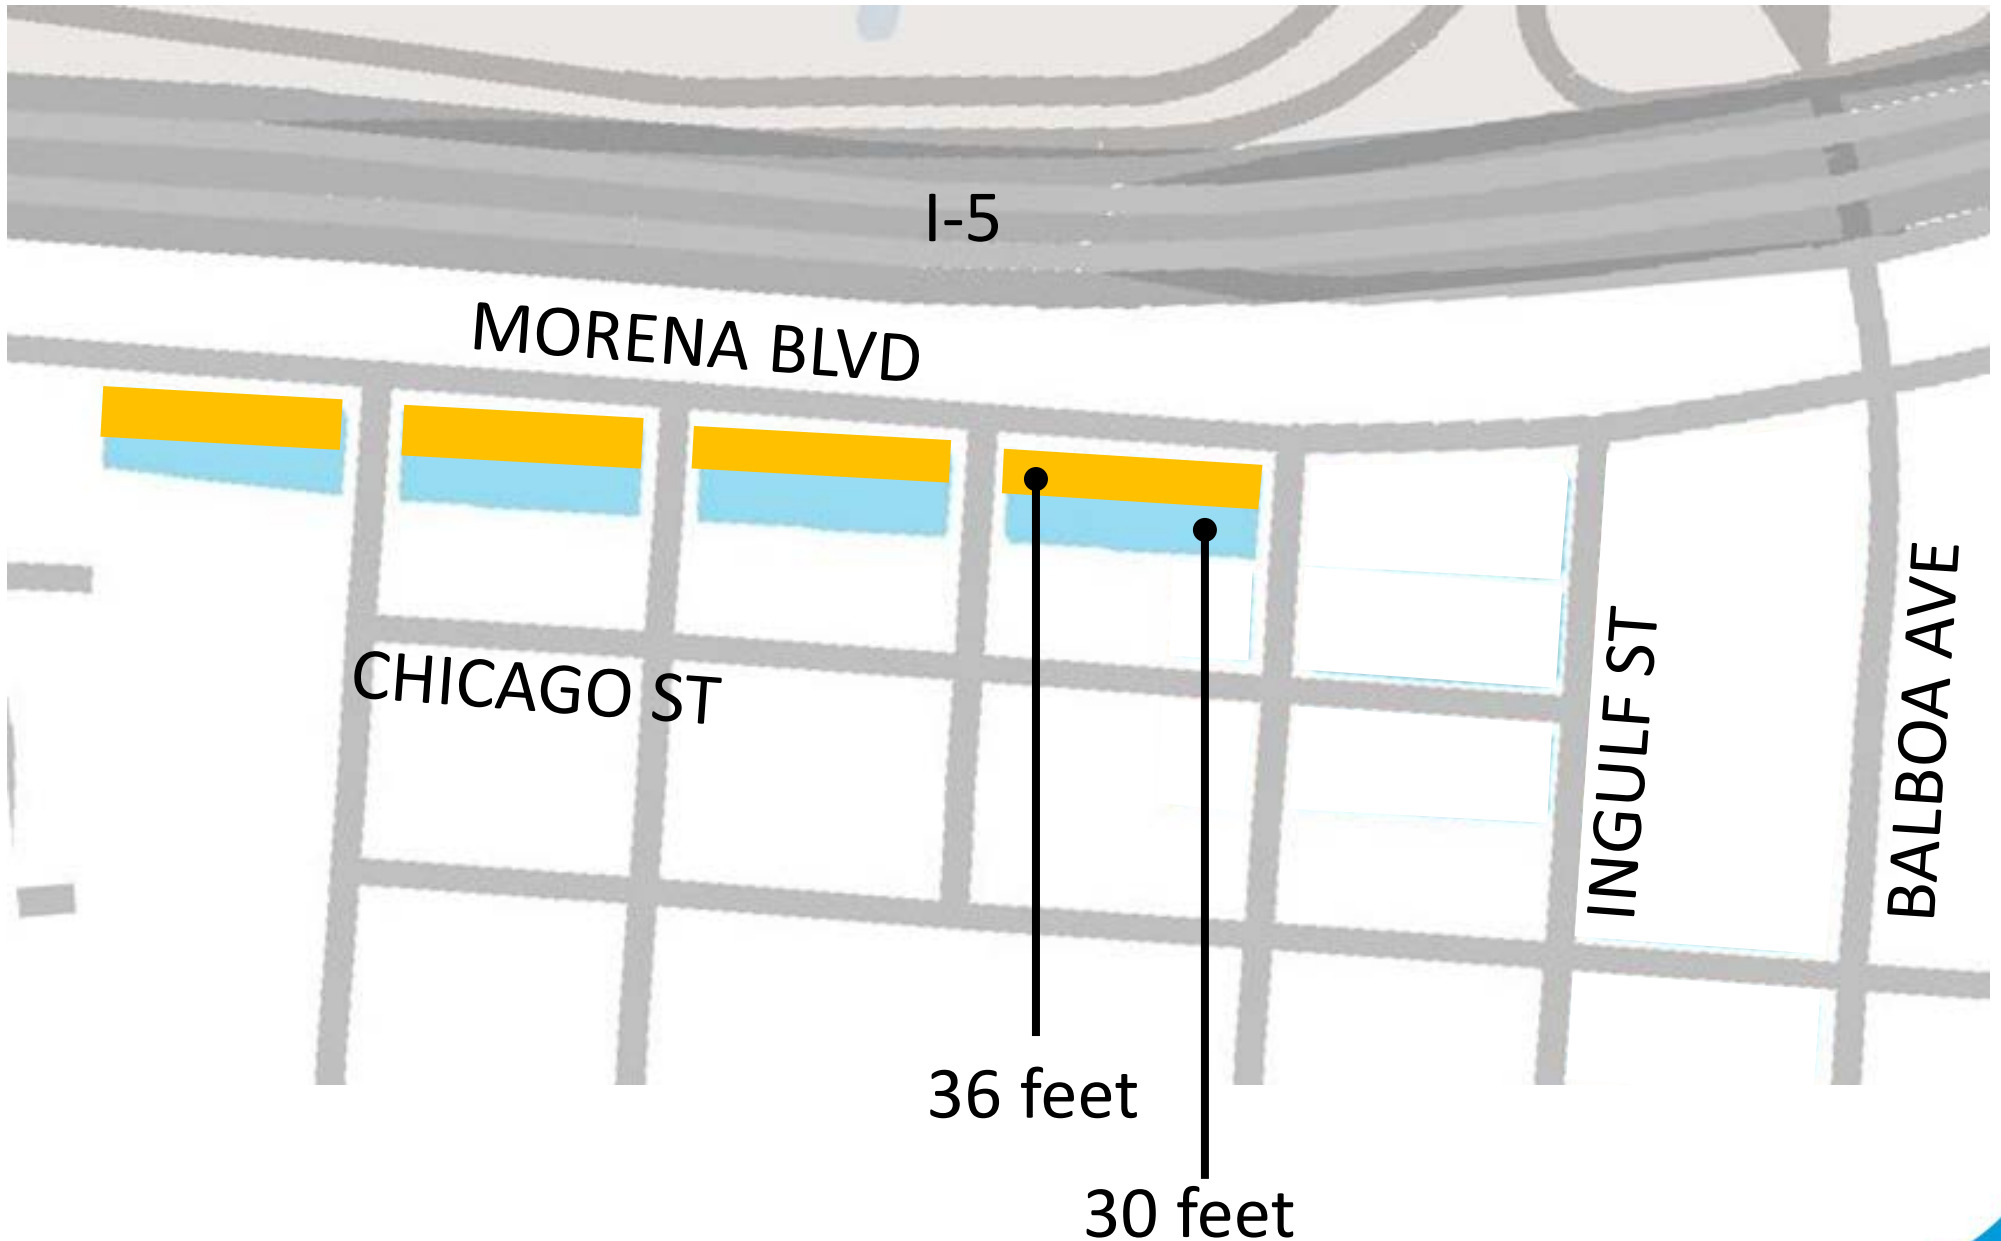 I-5
MORENA BLVD
CHICAGO ST
INGULF ST
BALBOA AVE
36 feet
30 feet